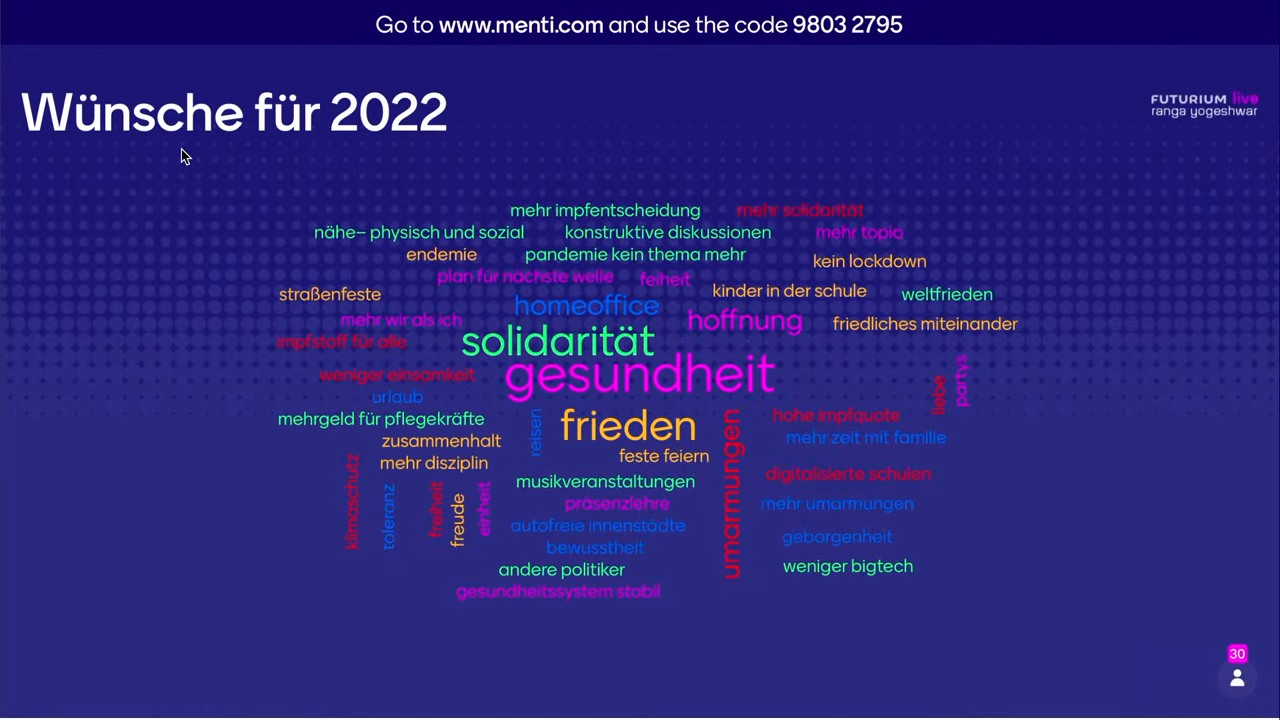 Go to www.menti.com and use the code 9803 2795
Wünsche für 2022
FUTURIUM live
ranga yogeshwar
mehr impfentscheidung
mehr solidarität
nähe– physisch und sozial
konstruktive diskussionen
mehr topio
endemie
pandemie kein thema mehr
kein lockdown
plan für nächste welle
feiheit
straßenfeste
kinder in der schule
weltfrieden
homeoffice
mehr wir als ich
hoffnung
friedliches miteinander
impfstoff für alle
solidarität
weniger einsamkeit
gesundheit
partys
liebe
urlaub
mehrgeld für pflegekräfte
reisen
frieden
umarmungen
hohe impfquote
zusammenhalt
mehr zeit mit familie
mehr disziplin
feste feiern
klimaschutz
toleranz
freiheit
freude
einheit
musikveranstaltungen
digitalisierte schulen
präsenzlehre
mehr umarmungen
autofreie innenstädte
geborgenheit
bewusstheit
andere politiker
weniger bigtech
gesundheitssystem stabil
30